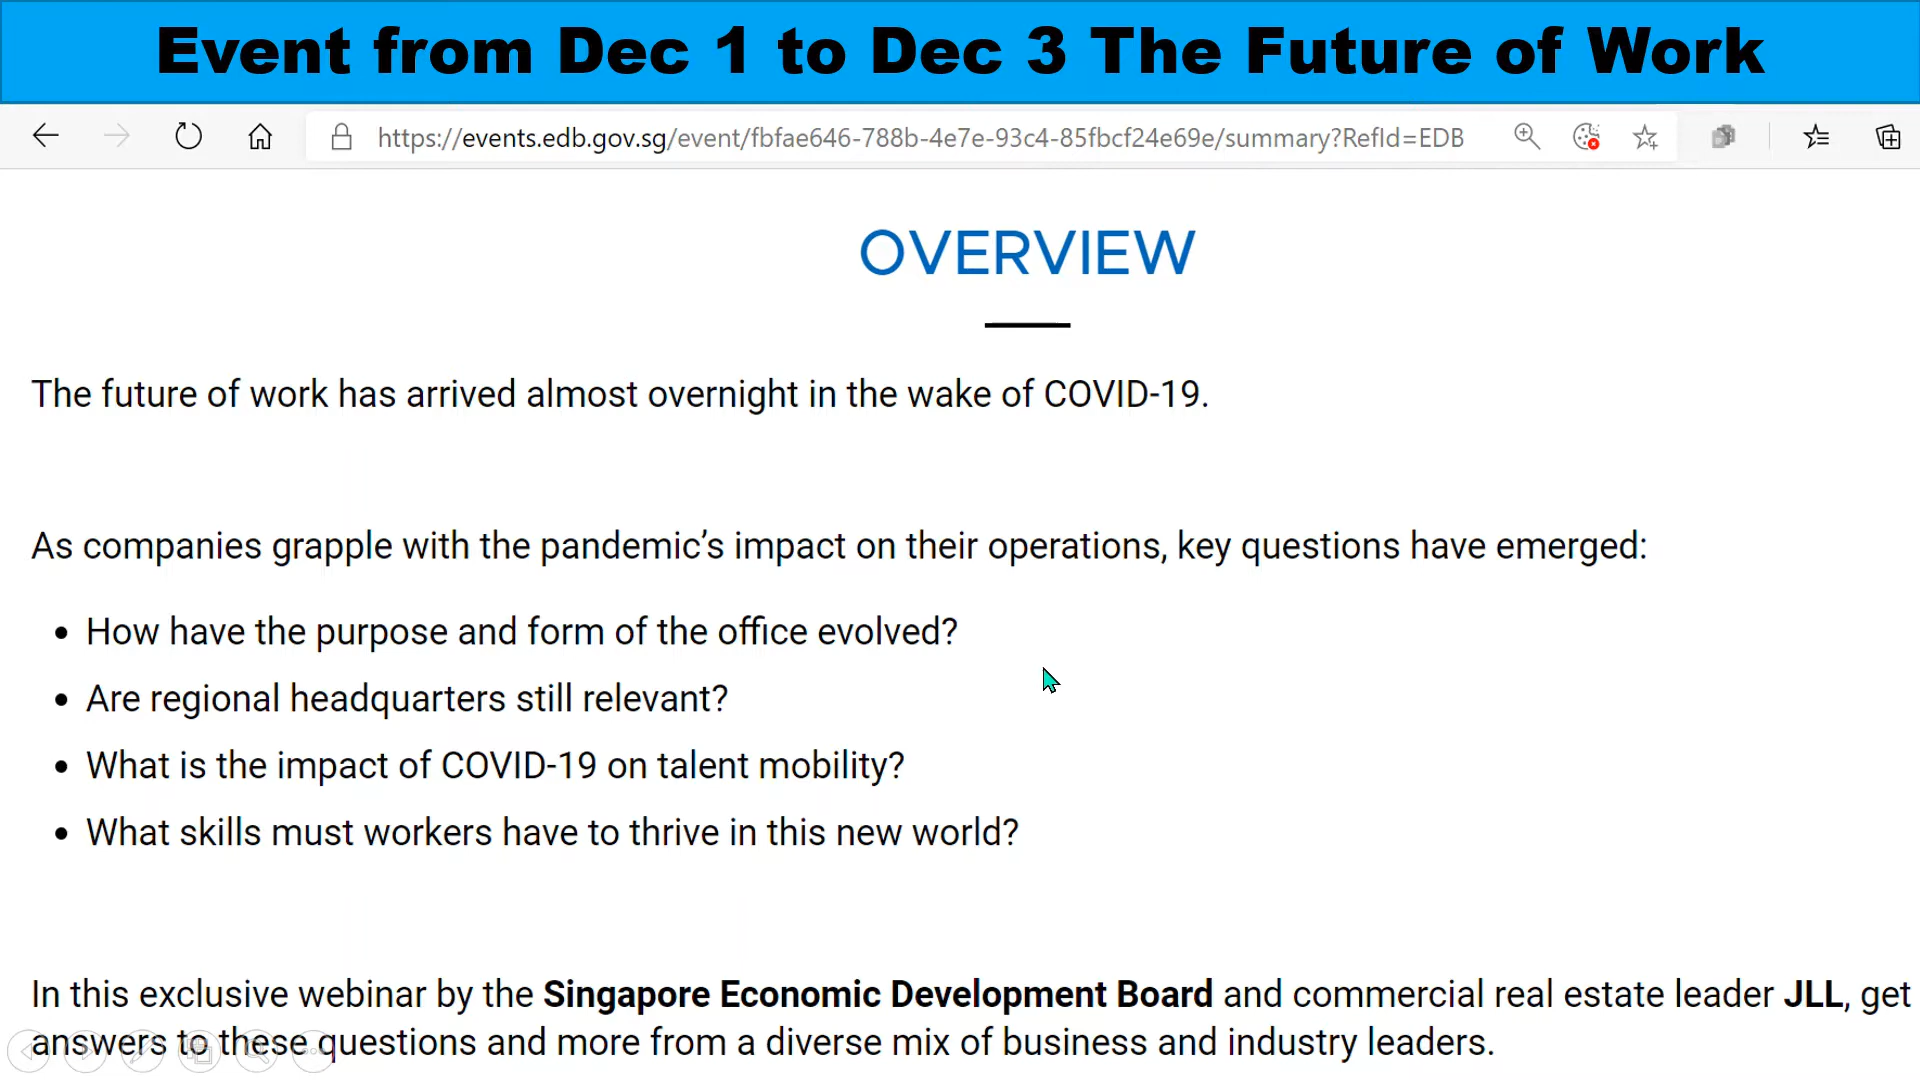 Event from Dec 1 to Dec 3 The Future of Work
https://events.edb.gov.sg/event/fbfae646-788b-4e7e-93c4-85fbcf24e69e/summary?RefId=EDB
OVERVIEW
The future of work has arrived almost overnight in the wake of COVID-19.
As companies grapple with the pandemic’s impact on their operations, key questions have emerged:
• How have the purpose and form of the office evolved?
• Are regional headquarters still relevant?
• What is the impact of COVID-19 on talent mobility?
• What skills must workers have to thrive in this new world?
In this exclusive webinar by the Singapore Economic Development Board and commercial real estate leader JLL, get
answers to these questions and more from a diverse mix of business and industry leaders.